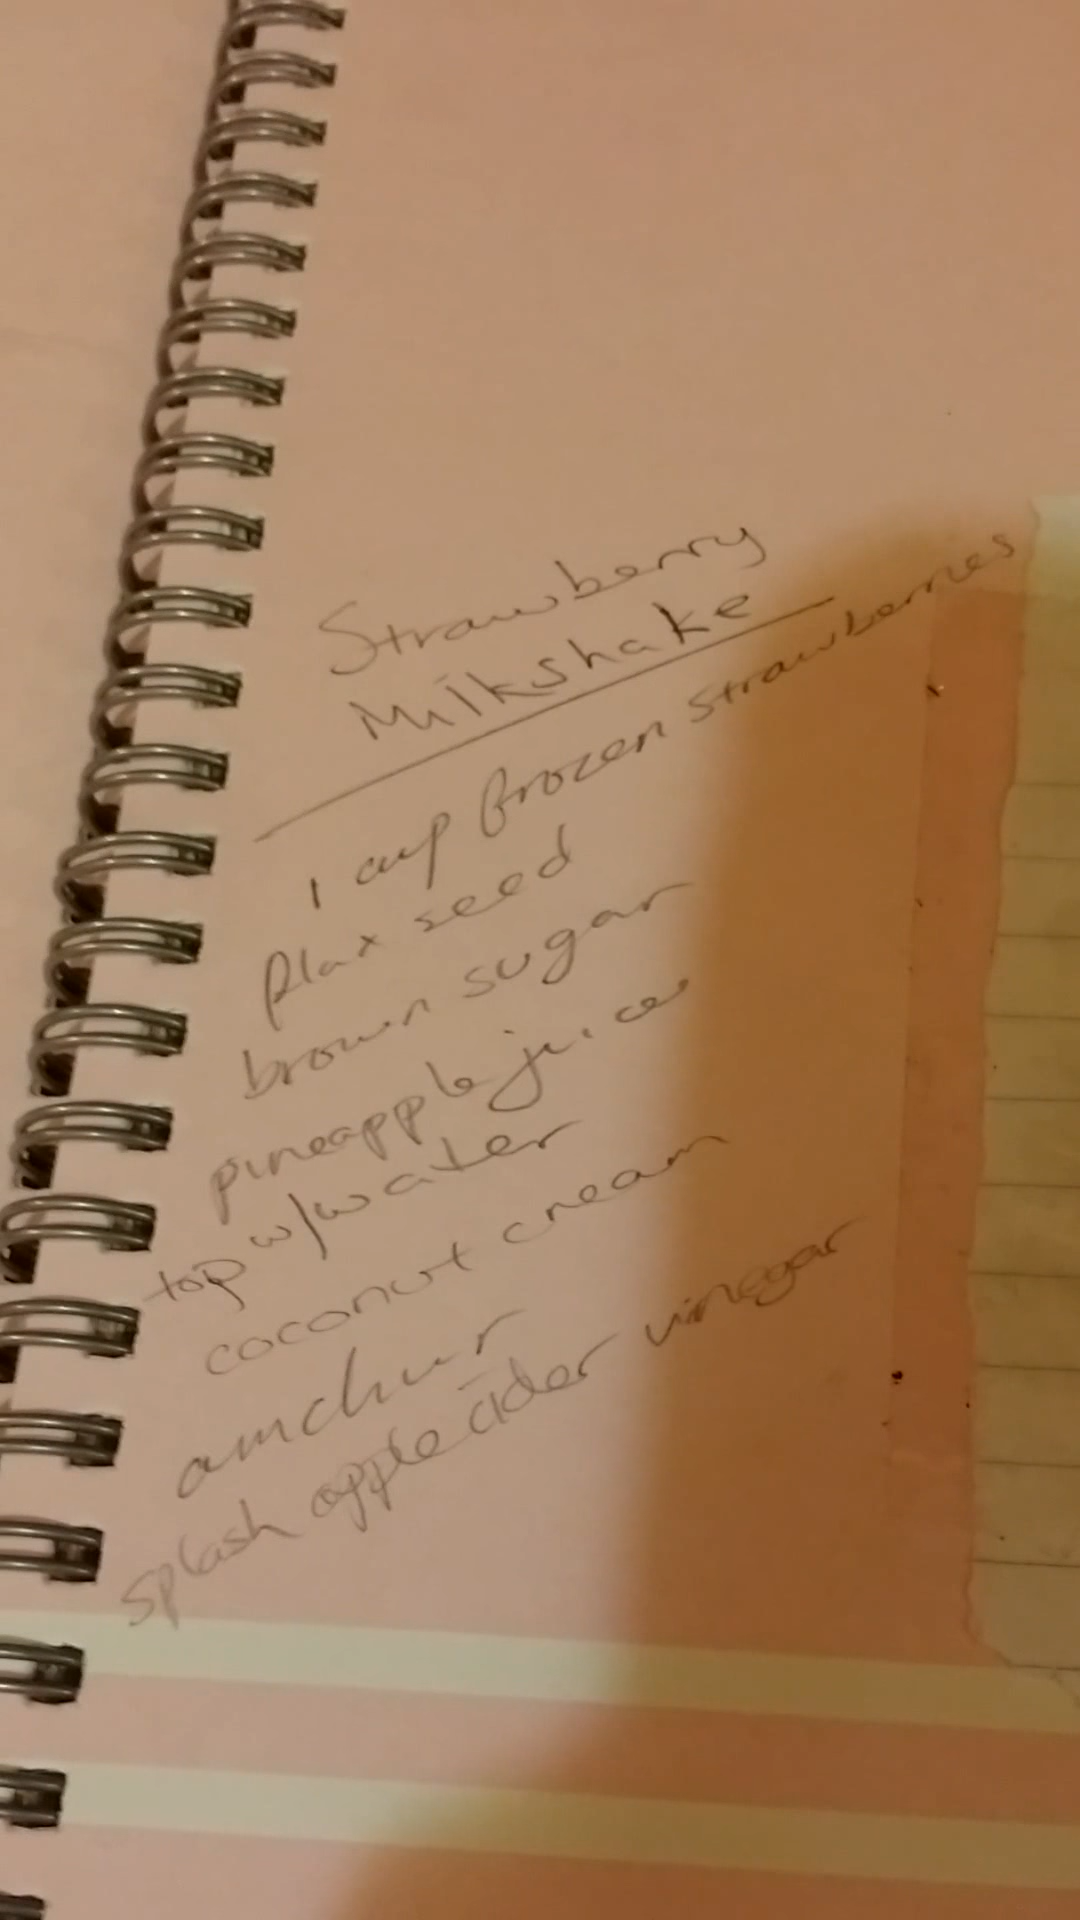 Strawberry
Milkshake
1 cup frozen strawberries
flax seed
brown sugar
pineapple juice
top w/water
coconut cream
amchur
splash apple cider vinegar